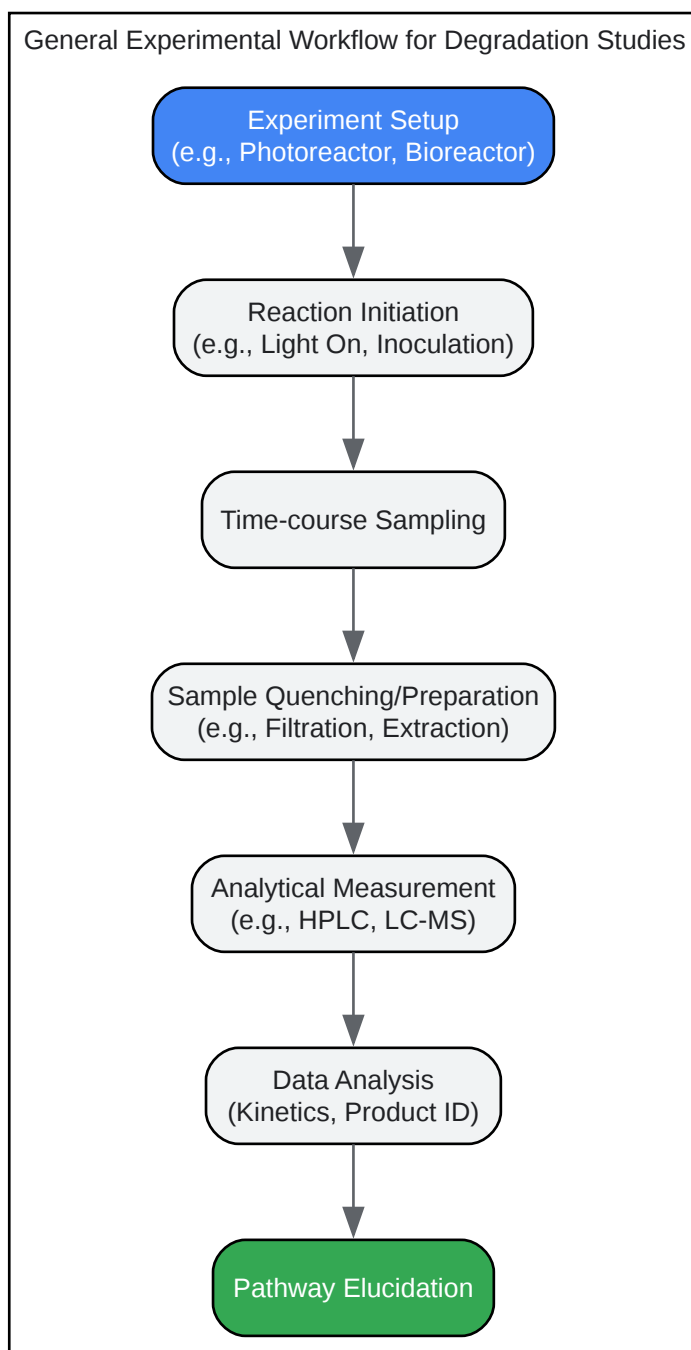 General Experimental Workflow for Degradation Studies
Experiment Setup
(e.g., Photoreactor, Bioreactor)
Reaction Initiation
(e.g., Light On, Inoculation)
Time-course Sampling
Sample Quenching/Preparation
(e.g., Filtration, Extraction)
Analytical Measurement
(e.g., HPLC, LC-MS)
Data Analysis
(Kinetics, Product ID)
Pathway Elucidation